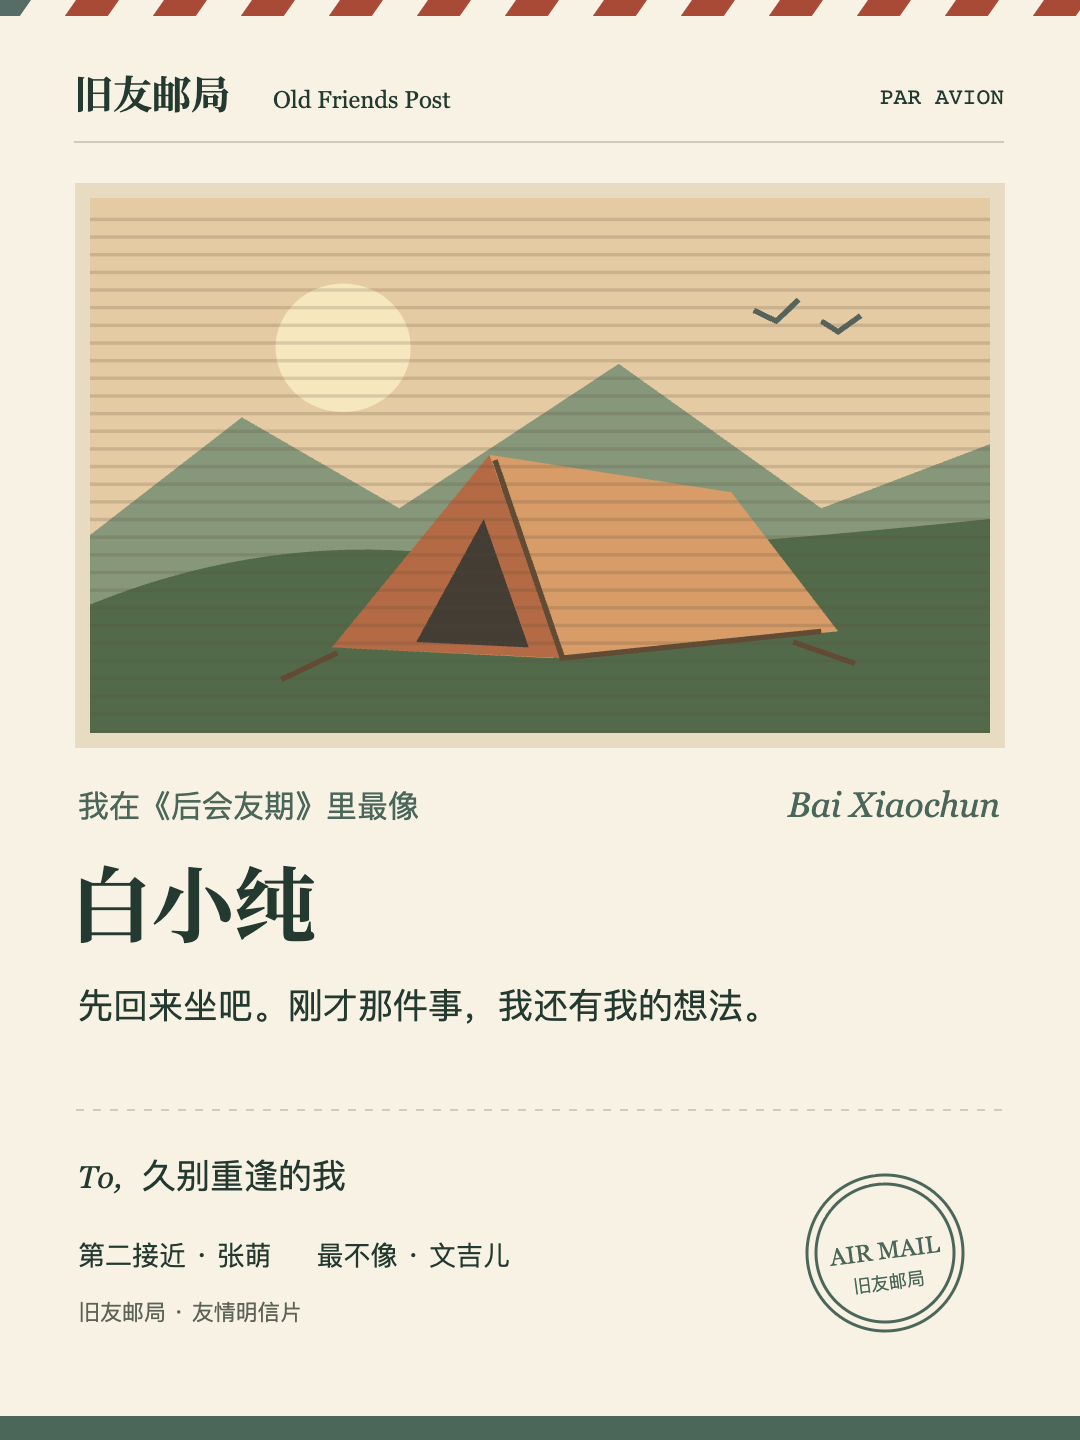 旧友邮局 Old Friends Post PAR AVION
我在《后会友期》里最像 Bai Xiaochun
白小纯
先回来坐吧。刚才那件事，我还有我的想法。
To, 久别重逢的我
第二接近 · 张萌 最不像 · 文吉儿
旧友邮局 · 友情明信片
AIR MAIL
旧友邮局